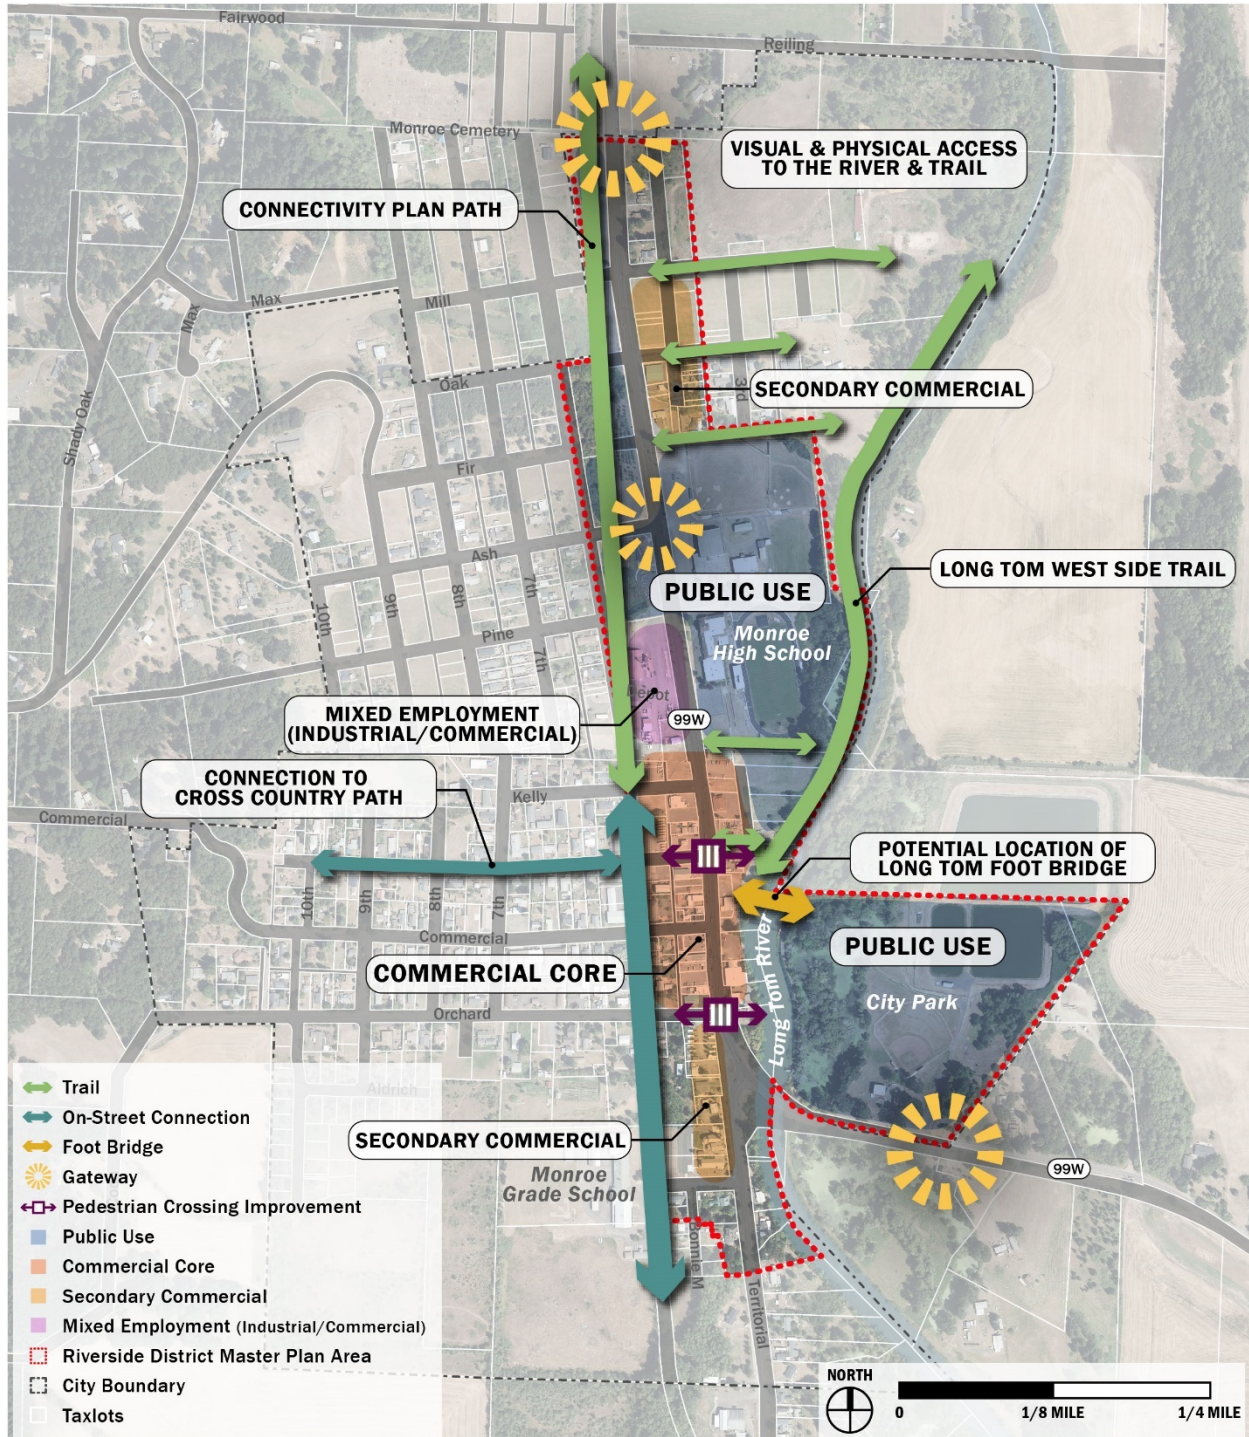 Fairwood
Reiling
Monroe Cemetery
VISUAL & PHYSICAL ACCESS
TO THE RIVER & TRAIL
CONNECTIVITY PLAN PATH
Max
Mill
Max
Oak
3rd
SECONDARY COMMERCIAL
Shady Oak
Fir
Ash
LONG TOM WEST SIDE TRAIL
PUBLIC USE
10th
9th
8th
7th
Pine
7th
Monroe
High School
Depot
MIXED EMPLOYMENT
(INDUSTRIAL/COMMERCIAL)
99W
CONNECTION TO
CROSS COUNTRY PATH
Kelly
Commercial
POTENTIAL LOCATION OF
LONG TOM FOOT BRIDGE
10th
9th
8th
7th
Commercial
COMMERCIAL CORE
PUBLIC USE
Long Tom River
City Park
Orchard
Aldrich
SECONDARY COMMERCIAL
Monroe
Grade School
99W
Bonnie M
Territorial
Trail
On-Street Connection
Foot Bridge
Gateway
Pedestrian Crossing Improvement
Public Use
Commercial Core
Secondary Commercial
Mixed Employment (Industrial/Commercial)
Riverside District Master Plan Area
City Boundary
Taxlots
NORTH
0 1/8 MILE 1/4 MILE